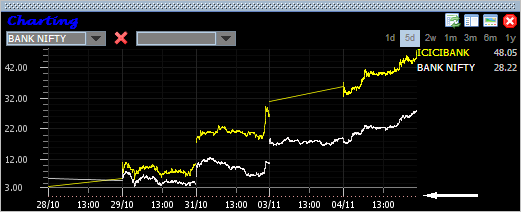 Charting
BANK NIFTY
1d 5d 2w 1m 3m 6m 1y
ICICIBANK 48.05
BANK NIFTY 28.22
42.00
32.00
22.00
12.00
3.00
28/10 13:00 29/10 13:00 31/10 13:00 3/11 13:00 04/11 13:00